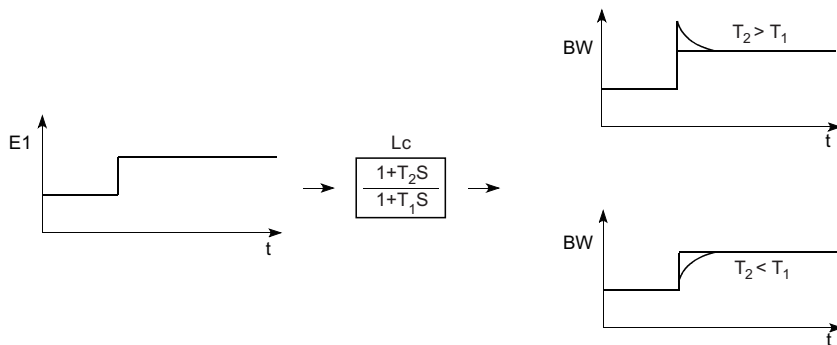 E1
t
Lc
1+T₂S
1+T₁S
BW
T₂ > T₁
t
BW
T₂ < T₁
t